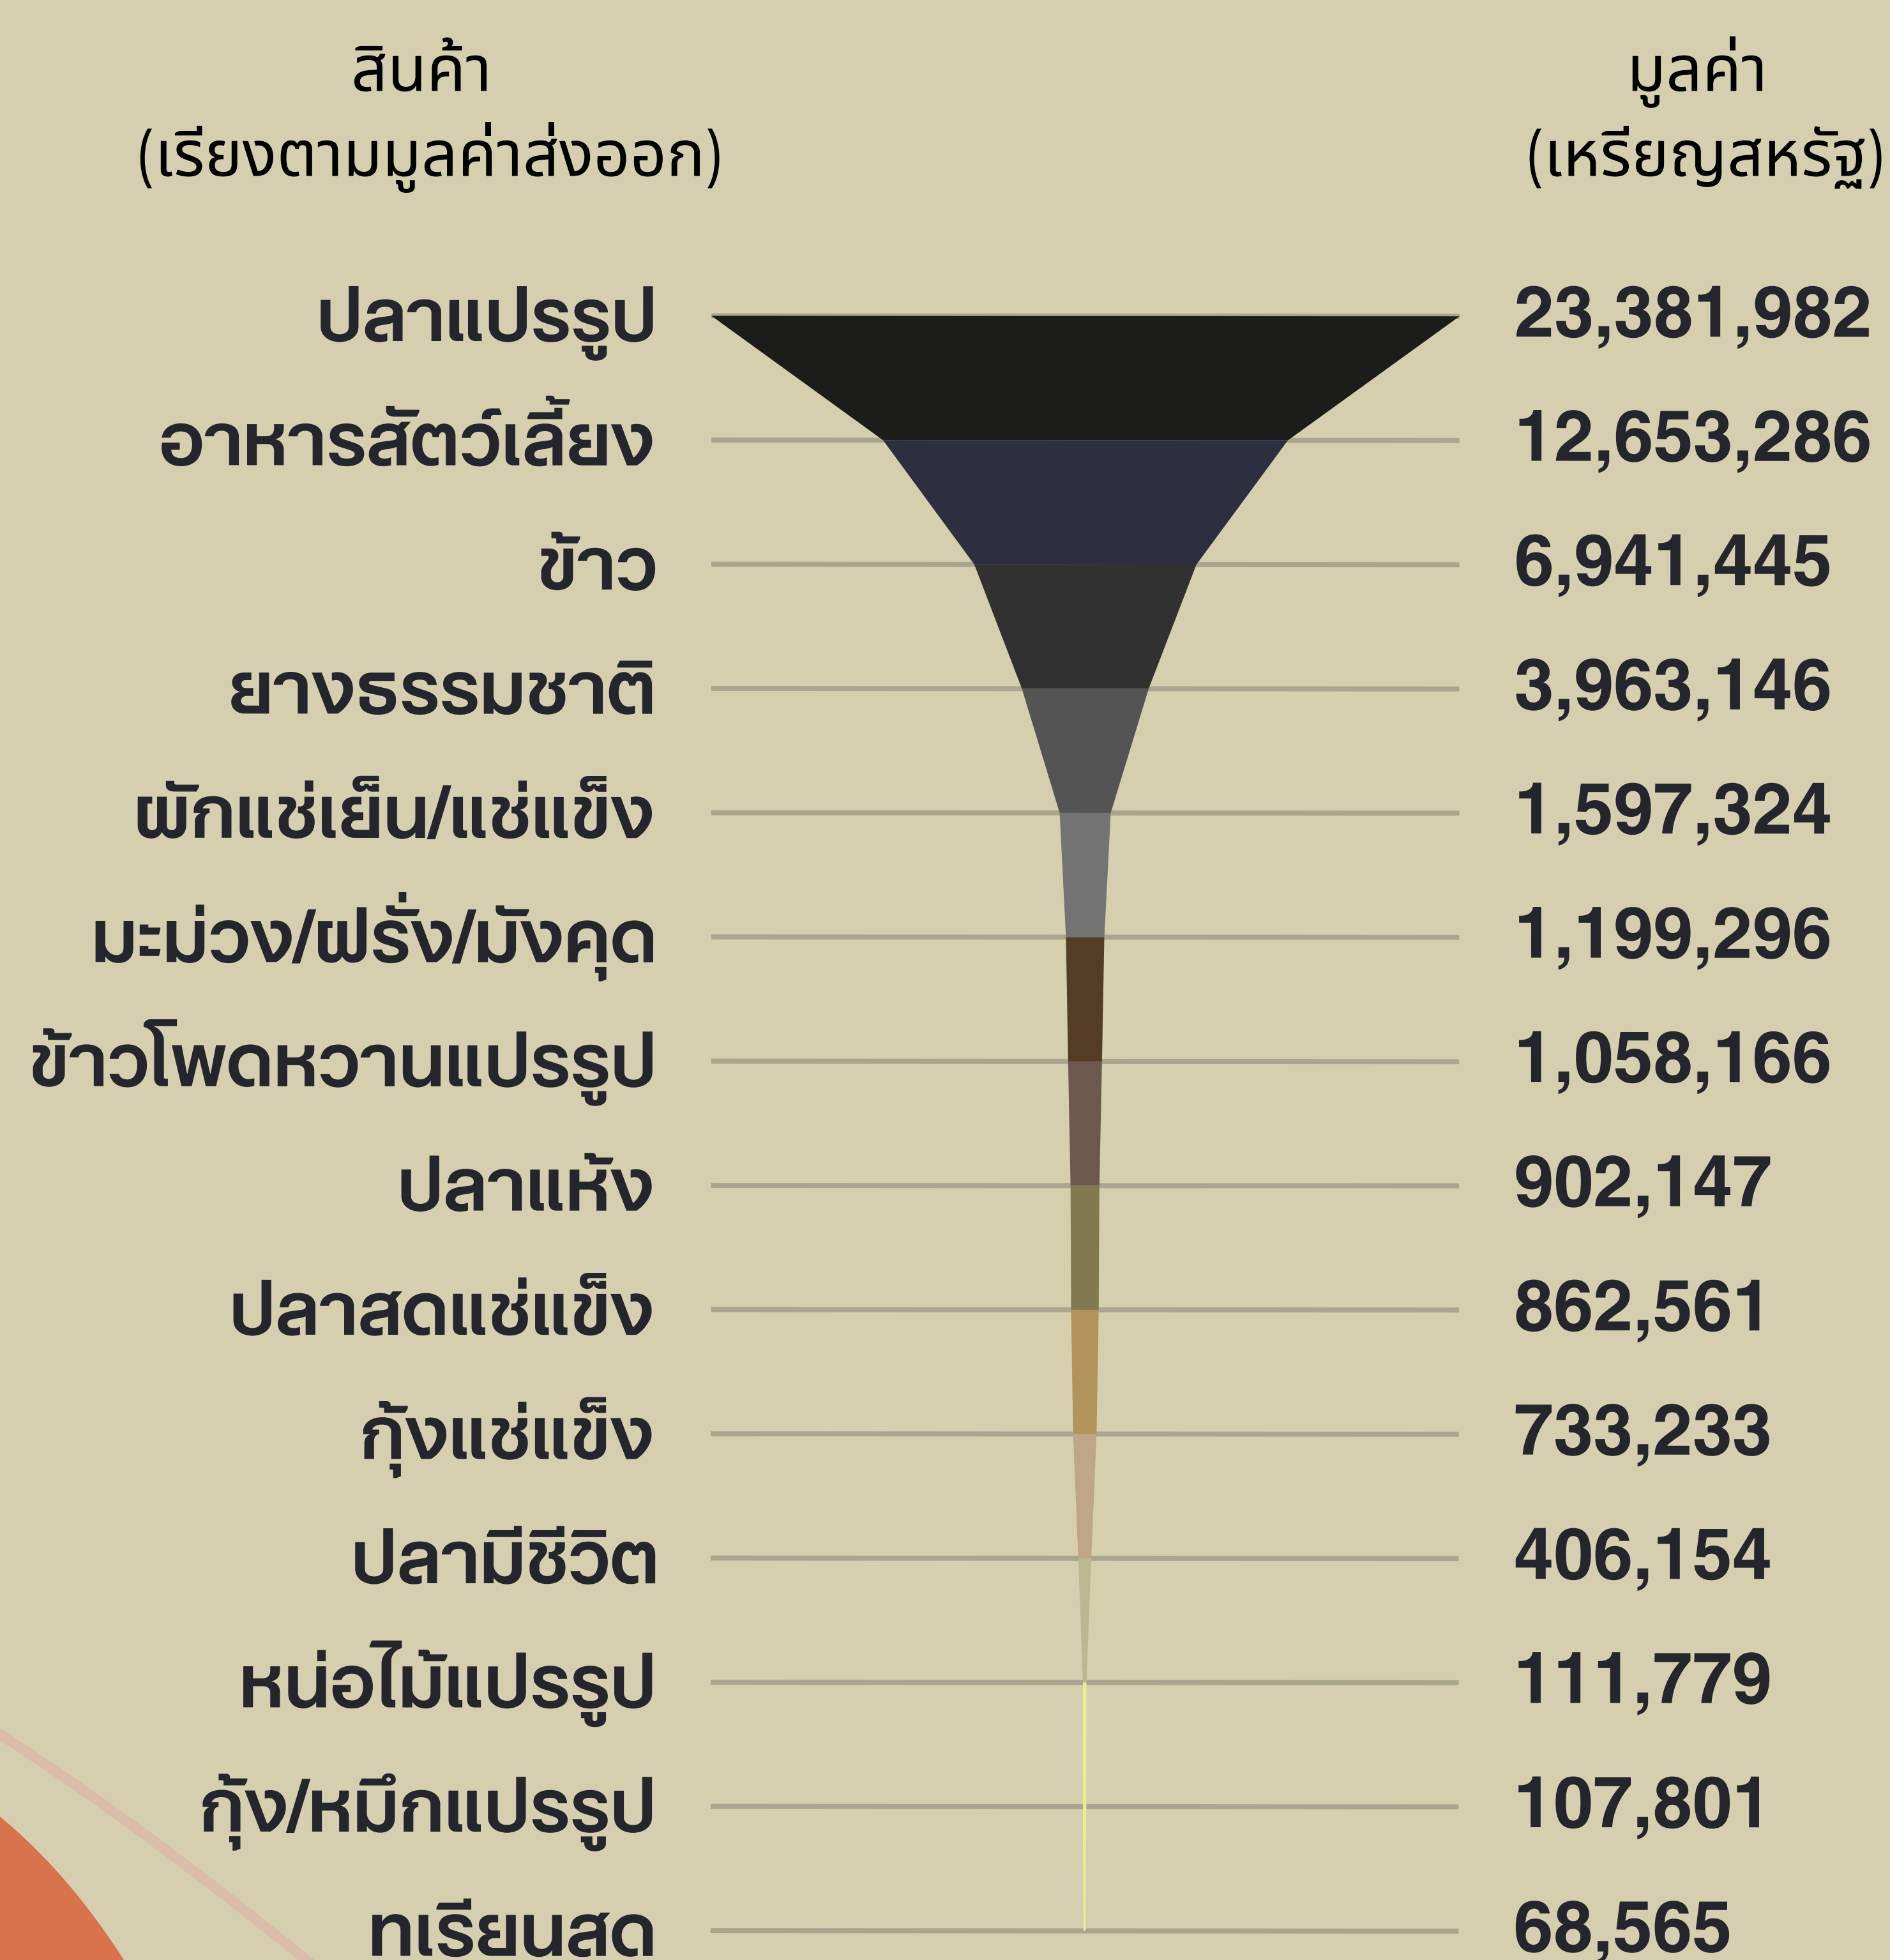 สินค้า
(เรียงตามมูลค่าส่งออก)
มูลค่า
(เหรียญสหรัฐ)
ปลาแปรรูป 23,381,982
อาหารสัตว์เลี้ยง 12,653,286
ข้าว 6,941,445
ยางธรรมชาติ 3,963,146
ผักแช่เย็น/แช่แข็ง 1,597,324
มะม่วง/ฝรั่ง/มังคุด 1,199,296
ข้าวโพดหวานแปรรูป 1,058,166
ปลาแห้ง 902,147
ปลาสดแช่แข็ง 862,561
กุ้งแช่แข็ง 733,233
ปลามีชีวิต 406,154
หน่อไม้แปรรูป 111,779
กุ้ง/หมึกแปรรูป 107,801
ทเรียนสด 68,565